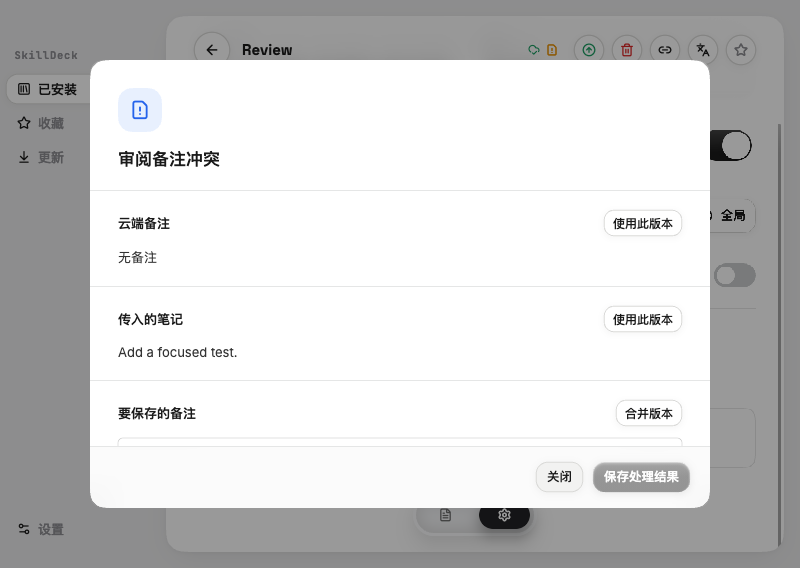 SkillDeck
Review
已安装
收藏
更新
审阅备注冲突
云端备注
使用此版本
无备注
全局
传入的笔记
使用此版本
Add a focused test.
要保存的备注
合并版本
关闭
保存处理结果
设置